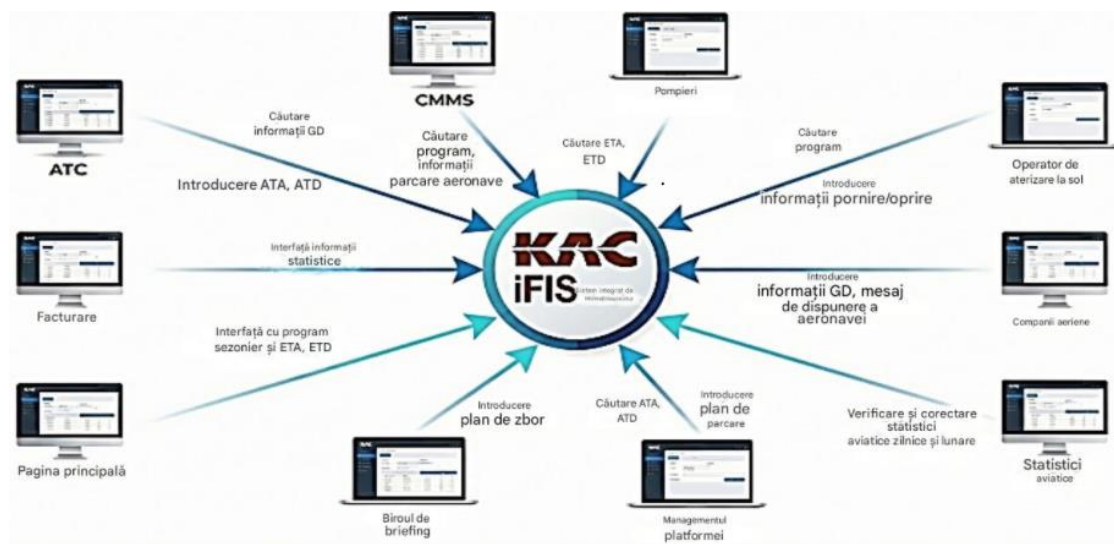 CMMS
Pompieri
ATC
Căutare
informații GD
Introducere ATA, ATD
Căutare
program,
informații
parcare aeronave
Căutare ETA,
ETD
Căutare
program
Introducere
informații pornire/oprire
Operator de
aterizare la sol
Facturare
Interfață informații
statistice
KAC
iFIS
Sistem integrat de
Introducere
informații GD, mesaj
de dispunere a
aeronavei
Companii aeriene
Interfață cu program
sezonier și ETA, ETD
Pagina principală
Introducere
plan de zbor
Biroul de
briefing
Căutare ATA,
ATD
Introducere
plan de
parcare
Managementul
platformei
Verificare și corectare
statistici
aviatice zilnice și lunare
Statistici
aviatice